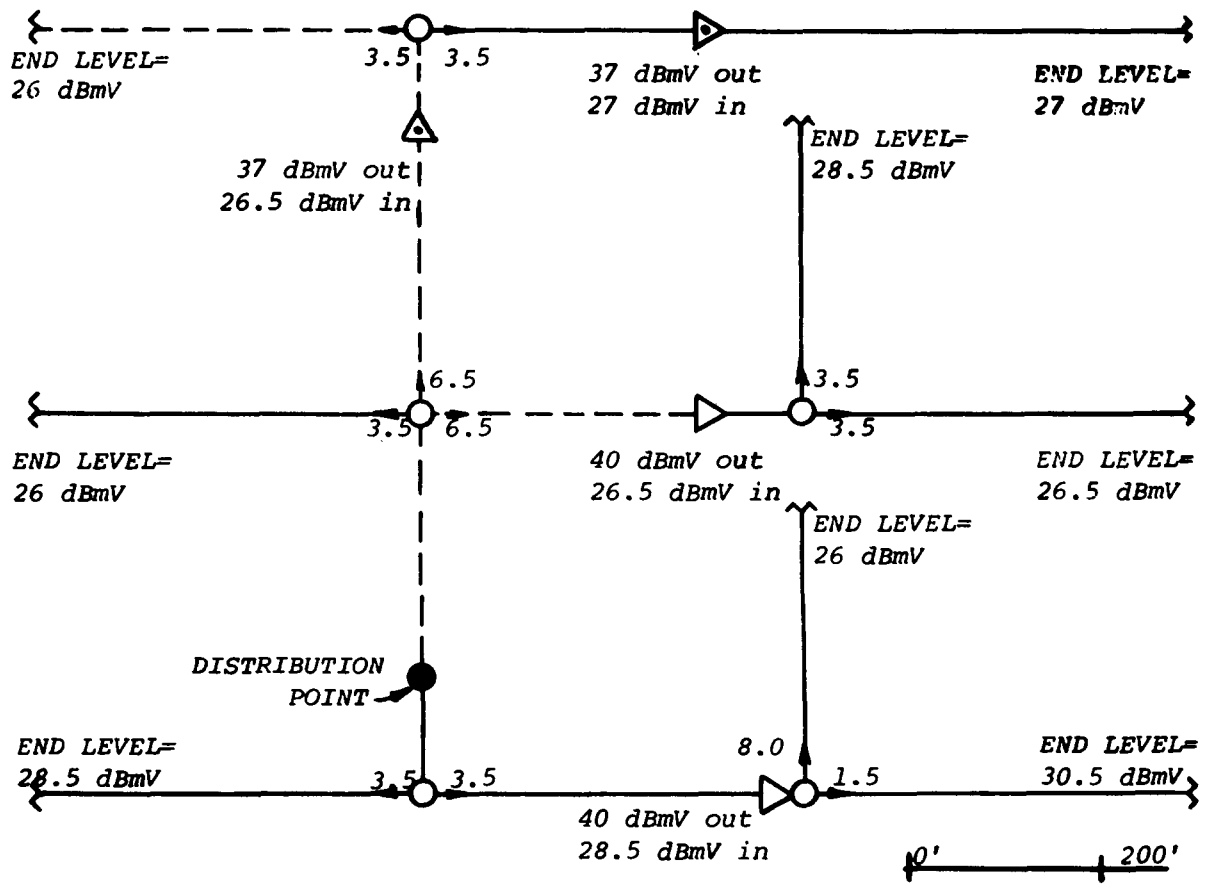 3.5 3.5
END LEVEL=
26 dBmV
37 dBmV out
27 dBmV in
END LEVEL=
27 dBmV
END LEVEL=
28.5 dBmV
37 dBmV out
26.5 dBmV in
6.5
3.5
3.5 6.5
3.5
END LEVEL=
26 dBmV
40 dBmV out
26.5 dBmV in
END LEVEL=
26.5 dBmV
END LEVEL=
26 dBmV
DISTRIBUTION
POINT
END LEVEL=
28.5 dBmV
3.5 3.5
8.0
1.5
END LEVEL=
30.5 dBmV
40 dBmV out
28.5 dBmV in
0' 200'